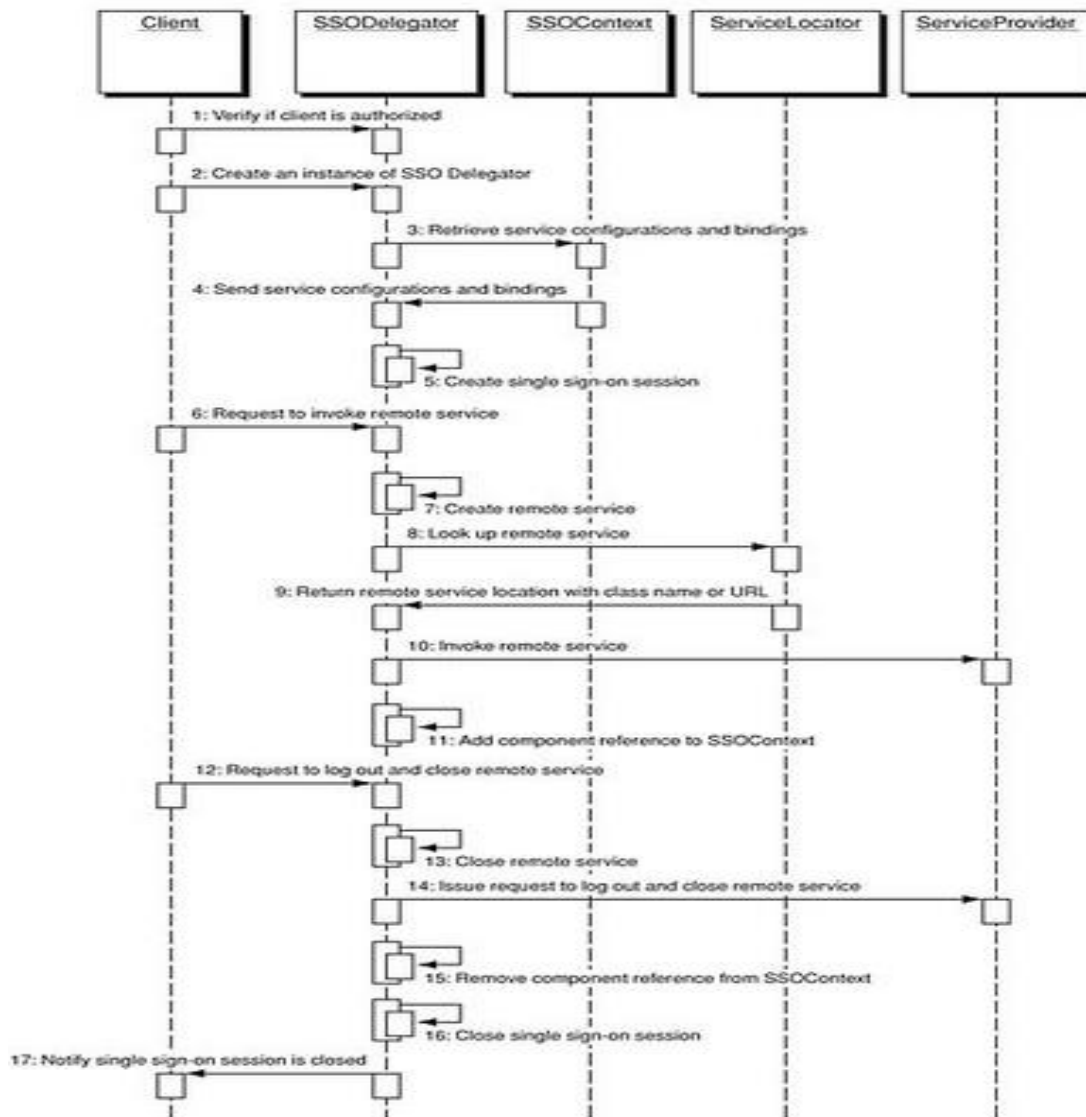 Client SSODelegator SSOContext ServiceLocator ServiceProvider
1: Verify if client is authorized
2: Create an instance of SSO Delegator
3: Retrieve service configurations and bindings
4: Send service configurations and bindings
5: Create single sign-on session
6: Request to invoke remote service
7: Create remote service
8: Look up remote service
9: Return remote service location with class name or URL
10: Invoke remote service
11: Add component reference to SSOContext
12: Request to log out and close remote service
13: Close remote service
14: Issue request to log out and close remote service
15: Remove component reference from SSOContext
16: Close single sign-on session
17: Notify single sign-on session is closed